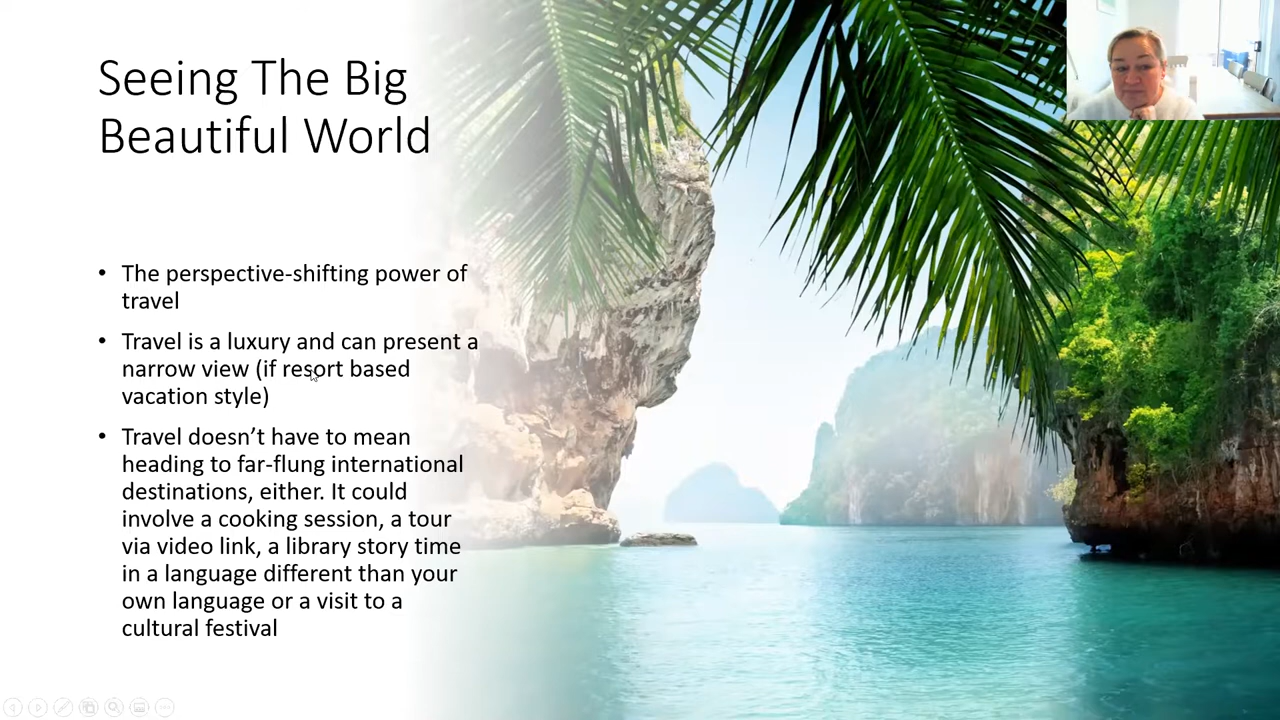 Seeing The Big
Beautiful World
• The perspective-shifting power of
travel
• Travel is a luxury and can present a
narrow view (if resort based
vacation style)
• Travel doesn’t have to mean
heading to far-flung international
destinations, either. It could
involve a cooking session, a tour
via video link, a library story time
in a language different than your
own language or a visit to a
cultural festival